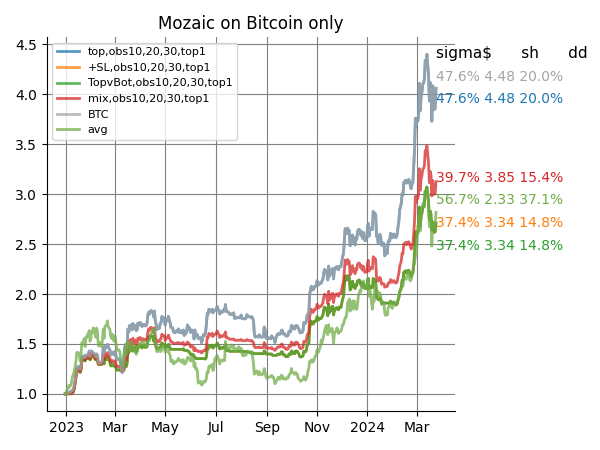 Mozaic on Bitcoin only
sigma$ sh dd
top,obs10,20,30,top1
+SL,obs10,20,30,top1
TopvBot,obs10,20,30,top1
mix,obs10,20,30,top1
BTC
avg
47.6% 4.48 20.0%
47.6% 4.48 20.0%
39.7% 3.85 15.4%
56.7% 2.33 37.1%
37.4% 3.34 14.8%
37.4% 3.34 14.8%
4.5
4.0
3.5
3.0
2.5
2.0
1.5
1.0
2023 Mar May Jul Sep Nov 2024 Mar